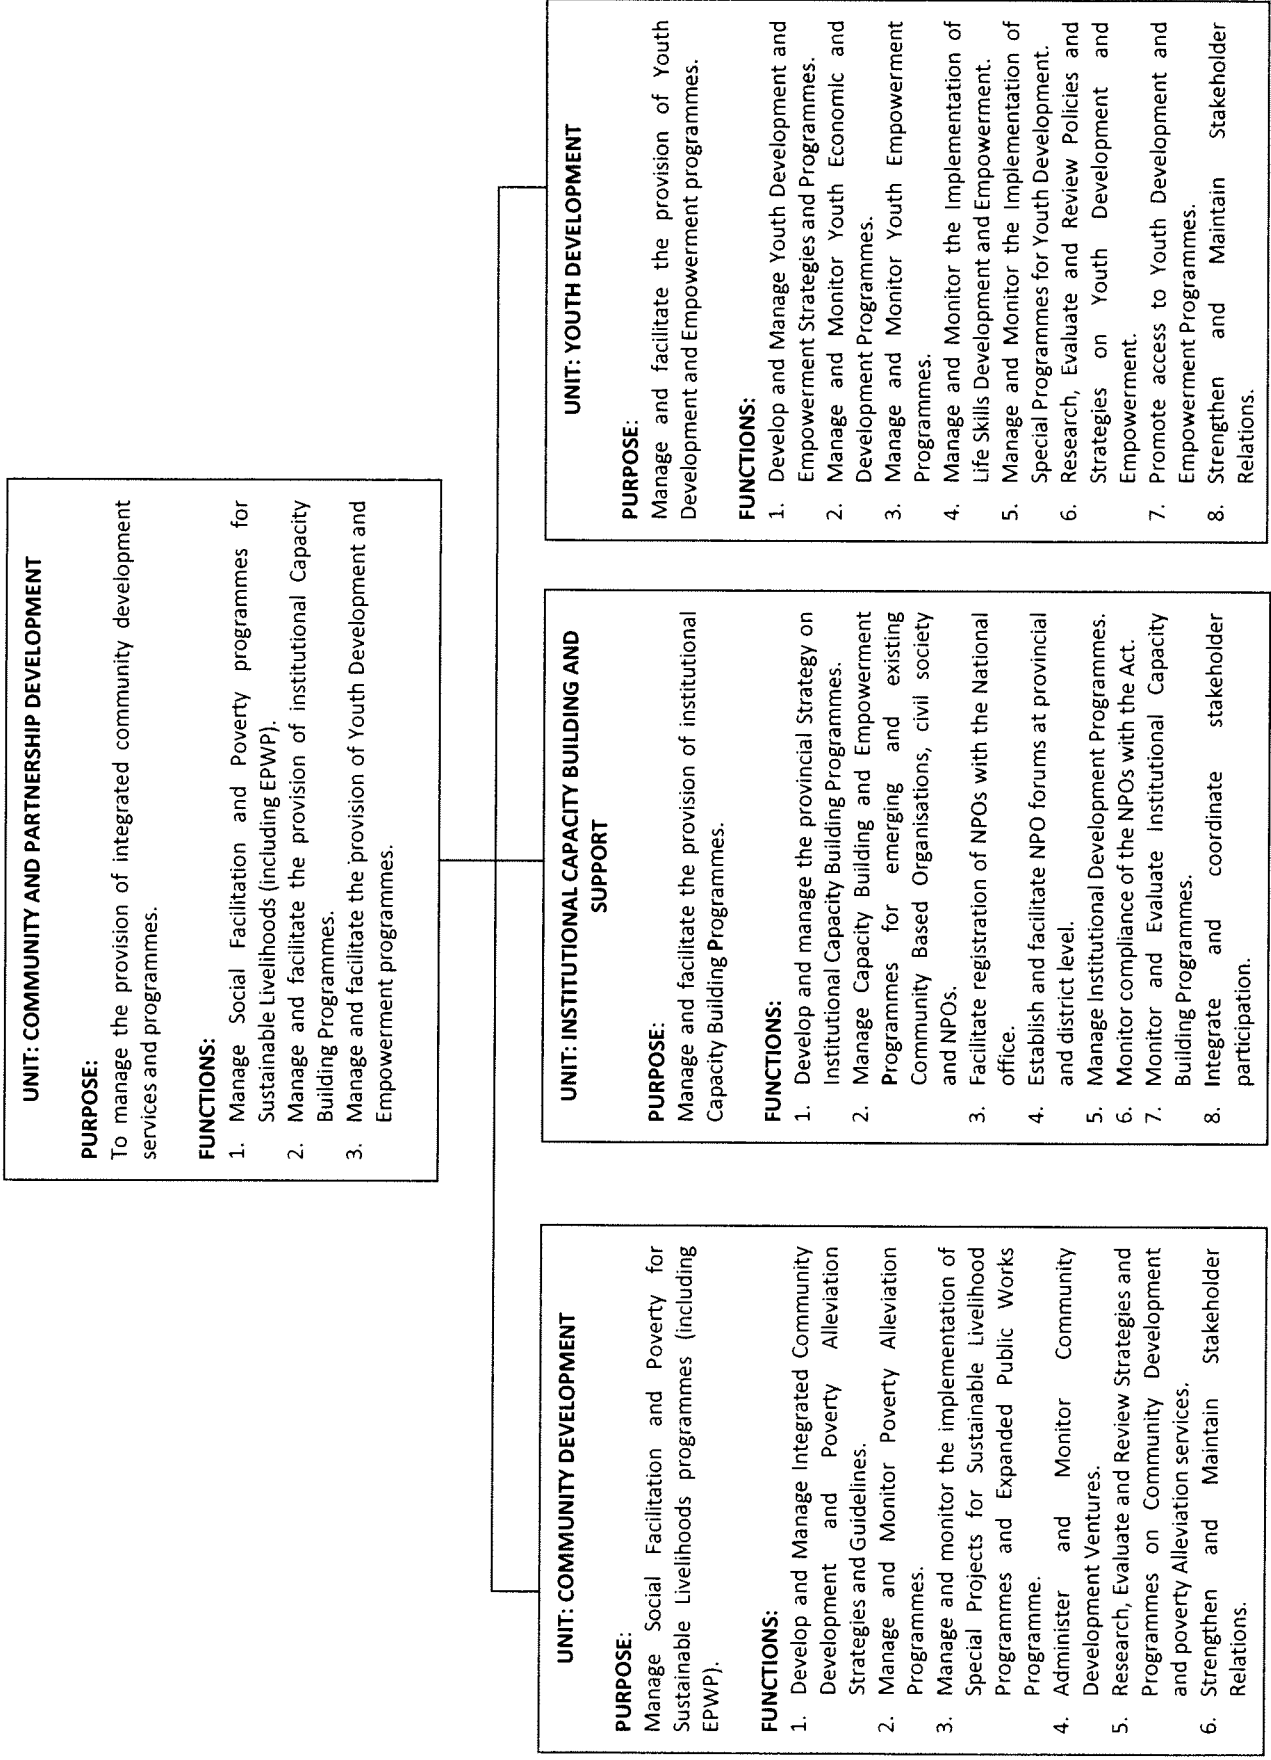 UNIT: COMMUNITY AND PARTNERSHIP DEVELOPMENT
PURPOSE:
To manage the provision of integrated community development
services and programmes.
FUNCTIONS:
1. Manage Social Facilitation and Poverty programmes for
Sustainable Livelihoods (including EPWP).
2. Manage and facilitate the provision of institutional Capacity
Building Programmes.
3. Manage and facilitate the provision of Youth Development and
Empowerment programmes.
UNIT: COMMUNITY DEVELOPMENT
PURPOSE:
Manage Social Facilitation and Poverty for
Sustainable Livelihoods programmes (including
EPWP).
FUNCTIONS:
1. Develop and Manage Integrated Community
Development and Poverty Alleviation
Strategies and Guidelines.
2. Manage and Monitor Poverty Alleviation
Programmes.
3. Manage and monitor the implementation of
Special Projects for Sustainable Livelihood
Programmes and Expanded Public Works
Programme.
4. Administer and Monitor Community
Development Ventures.
5. Research, Evaluate and Review Strategies and
Programmes on Community Development
and poverty Alleviation services.
6. Strengthen and Maintain Stakeholder
Relations.
UNIT: INSTITUTIONAL CAPACITY BUILDING AND
SUPPORT
PURPOSE:
Manage and facilitate the provision of institutional
Capacity Building Programmes.
FUNCTIONS:
1. Develop and manage the provincial Strategy on
Institutional Capacity Building Programmes.
2. Manage Capacity Building and Empowerment
Programmes for emerging and existing
Community Based Organisations, civil society
and NPOs.
3. Facilitate registration of NPOs with the National
office.
4. Establish and facilitate NPO forums at provincial
and district level.
5. Manage Institutional Development Programmes.
6. Monitor compliance of the NPOs with the Act.
7. Monitor and Evaluate Institutional Capacity
Building Programmes.
8. Integrate and coordinate stakeholder
participation.
UNIT: YOUTH DEVELOPMENT
PURPOSE:
Manage and facilitate the provision of Youth
Development and Empowerment programmes.
FUNCTIONS:
1. Develop and Manage Youth Development and
Empowerment Strategies and Programmes.
2. Manage and Monitor Youth Economic and
Development Programmes.
3. Manage and Monitor Youth Empowerment
Programmes.
4. Manage and Monitor the Implementation of
Life Skills Development and Empowerment.
5. Manage and Monitor the Implementation of
Special Programmes for Youth Development.
6. Research, Evaluate and Review Policies and
Strategies on Youth Development and
Empowerment.
7. Promote access to Youth Development and
Empowerment Programmes.
8. Strengthen and Maintain Stakeholder
Relations.